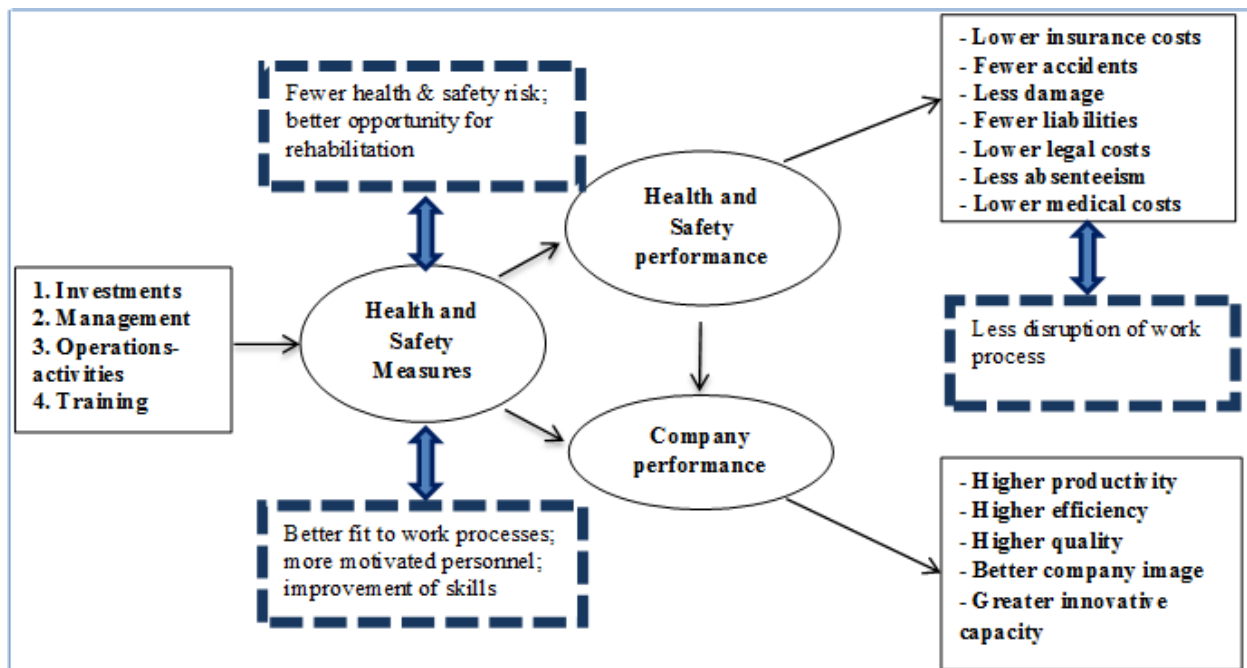 Fewer health & safety risk;
better opportunity for
rehabilitation
- Lower insurance costs
- Fewer accidents
- Less damage
- Fewer liabilities
- Lower legal costs
- Less absenteeism
- Lower medical costs
Health and
Safety
performance
1. Investments
2. Management
3. Operations-
activities
4. Training
Health and
Safety
Measures
Less disruption of work
process
Company
performance
Better fit to work processes;
more motivated personnel;
improvement of skills
- Higher productivity
- Higher efficiency
- Higher quality
- Better company image
- Greater innovative
capacity